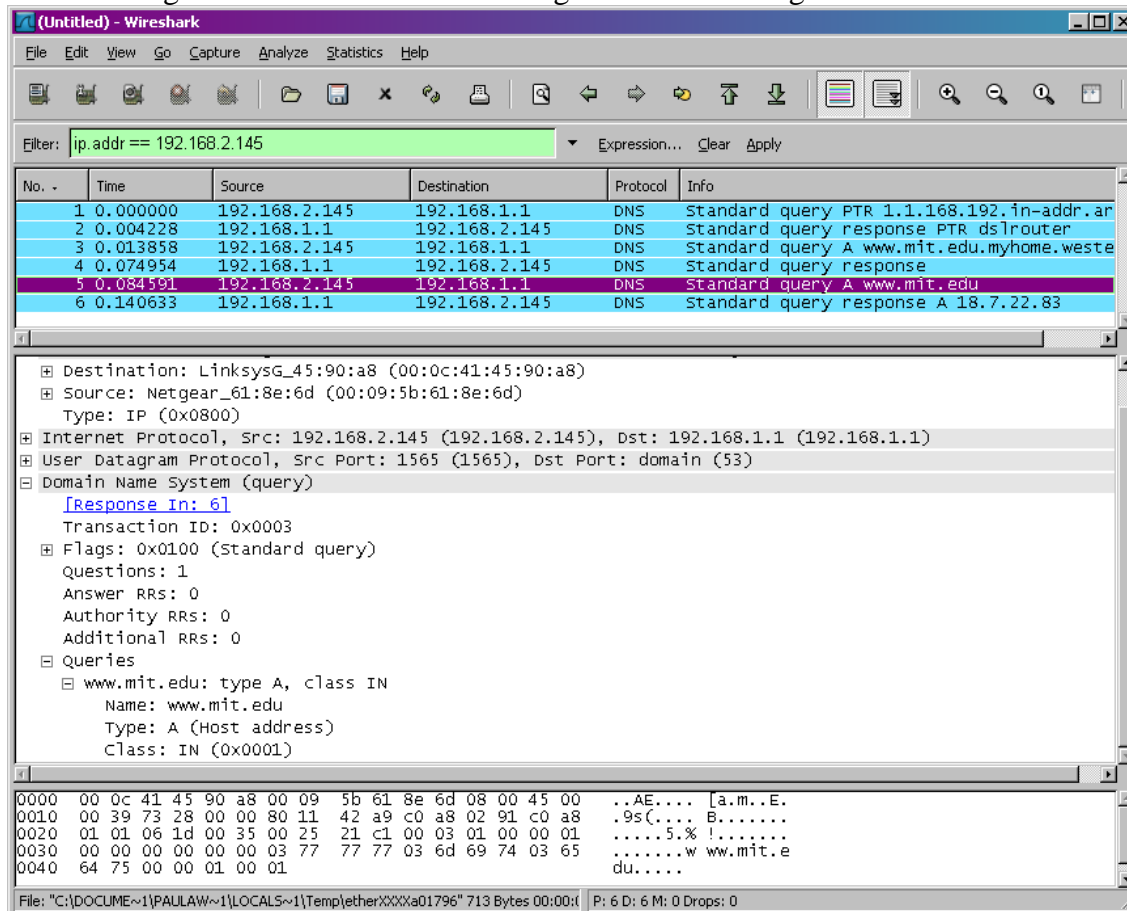 (Untitled) - Wireshark
File Edit View Go Capture Analyze Statistics Help
Filter: ip.addr == 192.168.2.145 Expression... Clear Apply
No. Time Source Destination Protocol Info
1 0.000000 192.168.2.145 192.168.1.1 DNS Standard query PTR 1.1.168.192.in-addr.ar
2 0.004228 192.168.1.1 192.168.2.145 DNS Standard query response PTR dslrouter
3 0.013858 192.168.2.145 192.168.1.1 DNS Standard query A www.mit.edu.myhome.weste
4 0.074954 192.168.1.1 192.168.2.145 DNS Standard query response
5 0.084591 192.168.2.145 192.168.1.1 DNS Standard query A www.mit.edu
6 0.140633 192.168.1.1 192.168.2.145 DNS Standard query response A 18.7.22.83
Destination: LinksysG_45:90:a8 (00:0c:41:45:90:a8)
Source: Netgear_61:8e:6d (00:09:5b:61:8e:6d)
Type: IP (0x0800)
Internet Protocol, Src: 192.168.2.145 (192.168.2.145), Dst: 192.168.1.1 (192.168.1.1)
User Datagram Protocol, Src Port: 1565 (1565), Dst Port: domain (53)
Domain Name System (query)
[Response In: 6]
Transaction ID: 0x0003
Flags: 0x0100 (Standard query)
Questions: 1
Answer RRs: 0
Authority RRs: 0
Additional RRs: 0
Queries
www.mit.edu: type A, class IN
Name: www.mit.edu
Type: A (Host address)
Class: IN (0x0001)
0000 00 0c 41 45 90 a8 00 09 5b 61 8e 6d 08 00 45 00 ..AE.... [a.m..E.
0010 00 39 73 28 00 00 80 11 42 a9 c0 a8 02 91 c0 a8 .9s(.... B.......
0020 01 01 06 1d 00 35 00 25 21 c1 00 03 01 00 00 01 .....5.% !.......
0030 00 00 00 00 00 00 03 77 77 77 03 6d 69 74 03 65 .......w ww.mit.e
0040 64 75 00 00 01 00 01 du.....
File: "C:\DOCUME~1\PAULAW~1\LOCALS~1\Temp\etherXXXXa01796" 713 Bytes 00:00:( P: 6 D: 6 M: 0 Drops: 0